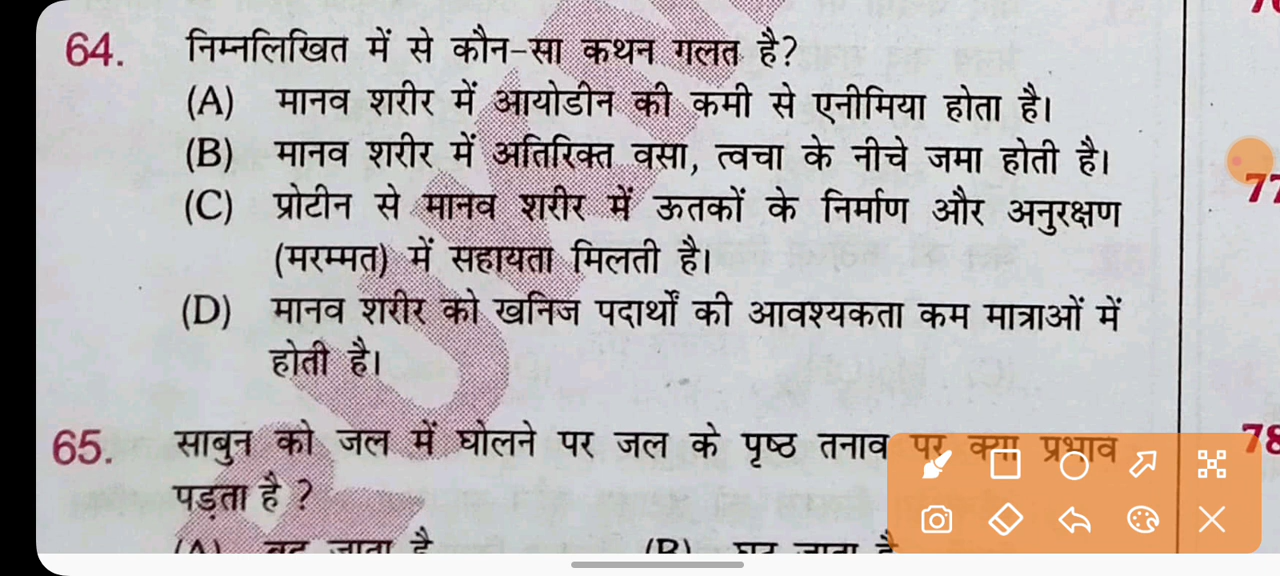 64. निम्नलिखित में से कौन-सा कथन गलत है?
(A) मानव शरीर में आयोडीन की कमी से एनीमिया होता है।
(B) मानव शरीर में अतिरिक्त वसा, त्वचा के नीचे जमा होती है।
(C) प्रोटीन से मानव शरीर में ऊतकों के निर्माण और अनुरक्षण
(मरम्मत) में सहायता मिलती है।
(D) मानव शरीर को खनिज पदार्थों की आवश्यकता कम मात्राओं में
होती है।
65. साबुन को जल में घोलने पर जल के पृष्ठ तनाव पर क्या प्रभाव
पड़ता है ?
(A) बढ़ जाता है (B) घट जाता है
77
78